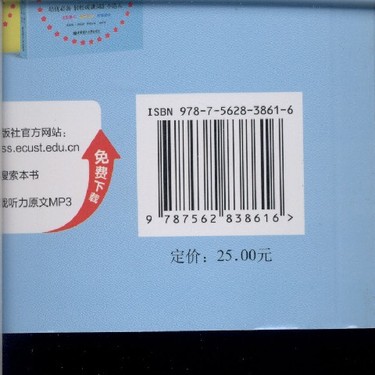 ISBN 978-7-5628-3861-6
版社官方网站:
ss.ecust.edu.cn
免费下载
搜索本书
载听力原文MP3
9 787562 838616 >
定价: 25.00元